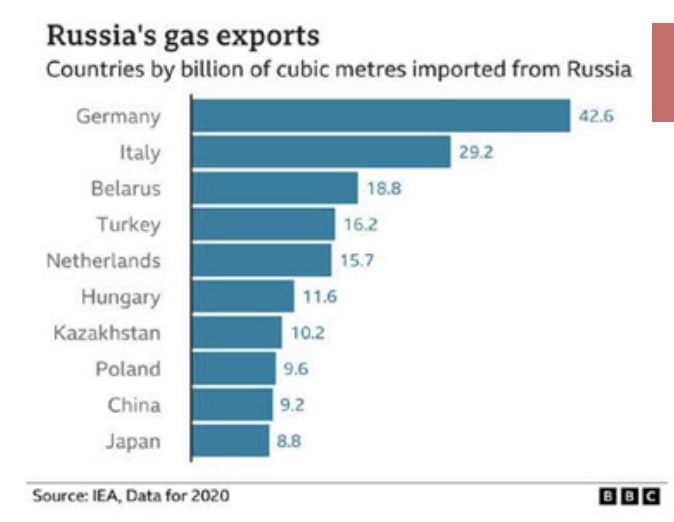 Russia's gas exports
Countries by billion of cubic metres imported from Russia
Germany 42.6
Italy 29.2
Belarus 18.8
Turkey 16.2
Netherlands 15.7
Hungary 11.6
Kazakhstan 10.2
Poland 9.6
China 9.2
Japan 8.8
Source: IEA, Data for 2020 BBC